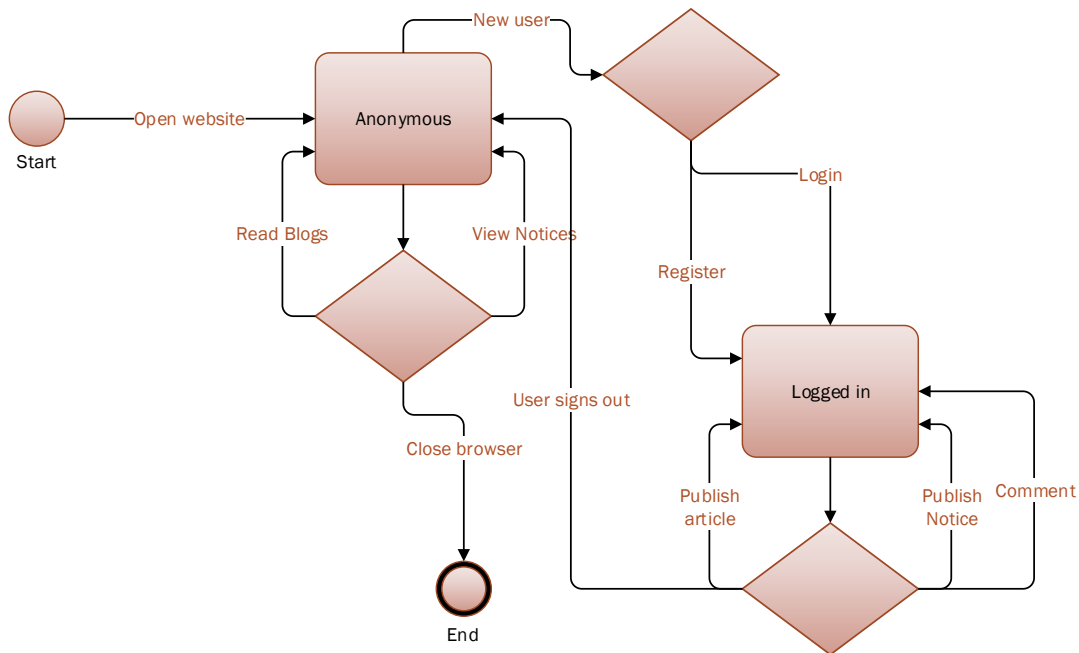 New user
Open website
Anonymous
Start
Login
Read Blogs
View Notices
Register
Logged in
User signs out
Close browser
Publish
article
Publish
Notice
Comment
End